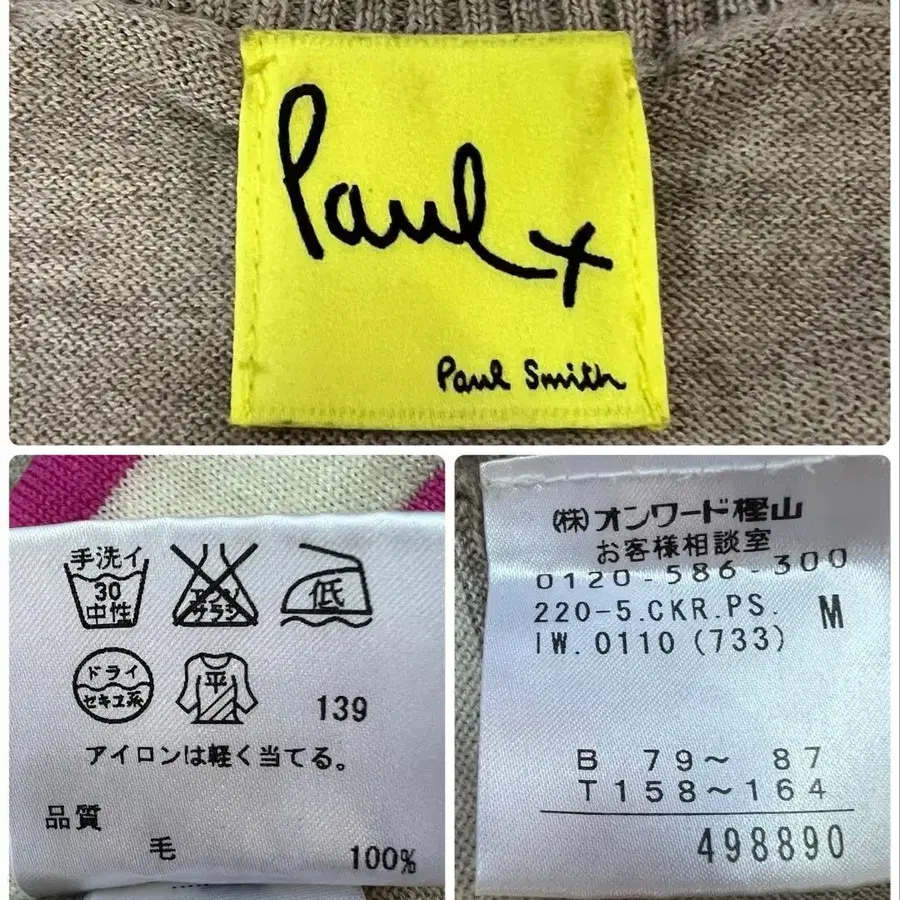 Paul x
Paul Smith
手洗イ
30
中性
エンソ
サラシ
低
ドライ
セキユ系
平
139
アイロンは軽く当てる。
品質
毛 100%
(株)オンワード樫山
お客様相談室
0120-586-300
220-5.CKR.PS. M
IW.0110(733)
B 79～ 87
T158～164
498890